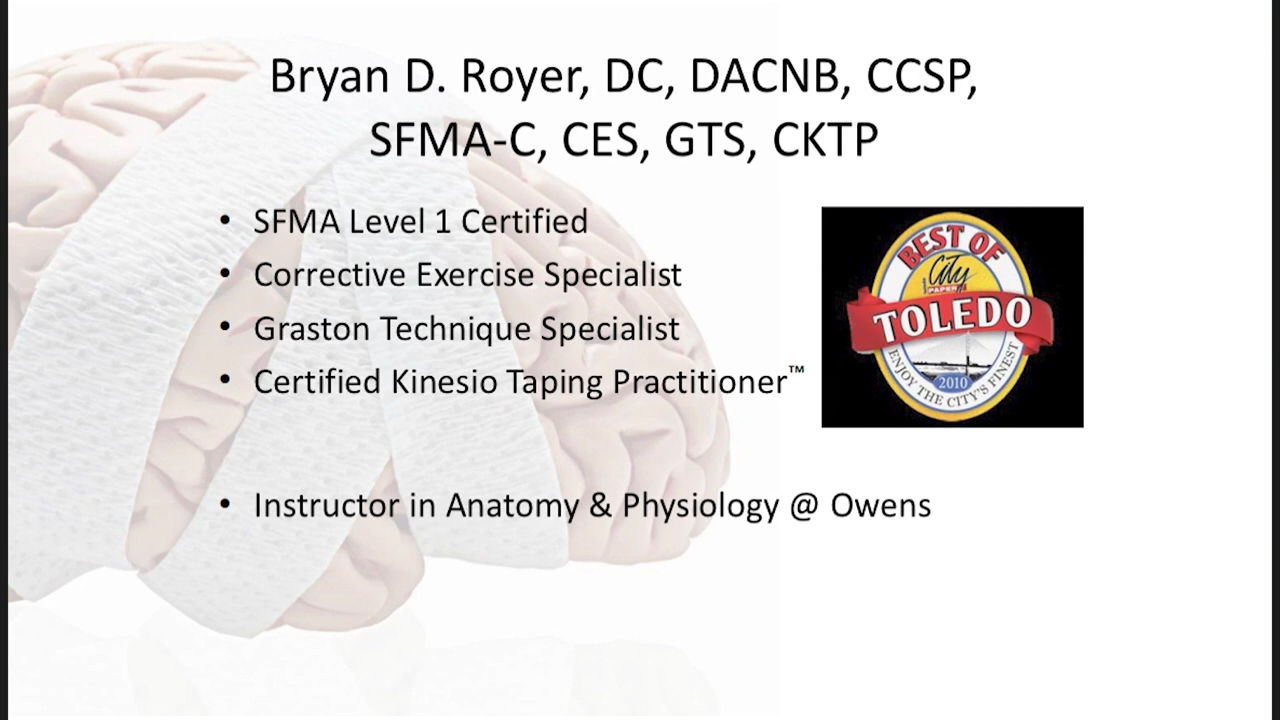 Bryan D. Royer, DC, DACNB, CCSP,
SFMA-C, CES, GTS, CKTP
• SFMA Level 1 Certified
• Corrective Exercise Specialist
• Graston Technique Specialist
• Certified Kinesio Taping Practitioner™
• Instructor in Anatomy & Physiology @ Owens
BEST OF
City
PAPER
TOLEDO
2010
ENJOY THE CITY'S FINEST